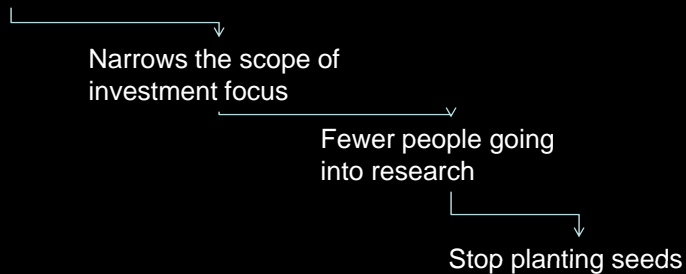 Narrows the scope of
investment focus
Fewer people going
into research
Stop planting seeds